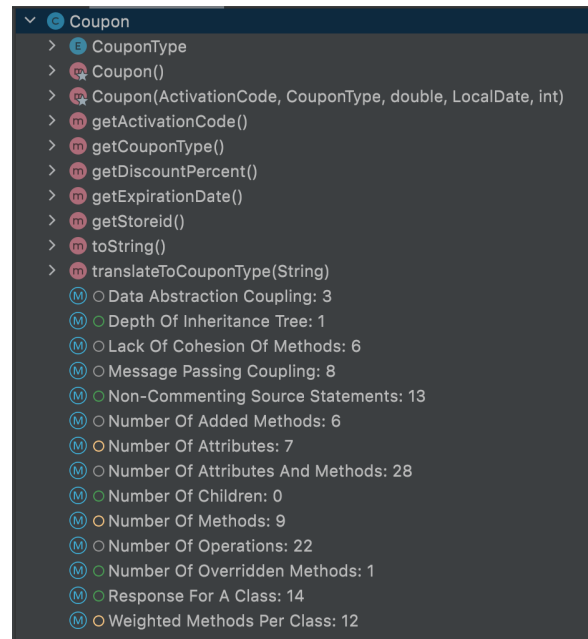 Coupon
CouponType
Coupon()
Coupon(ActivationCode, CouponType, double, LocalDate, int)
getActivationCode()
getCouponType()
getDiscountPercent()
getExpirationDate()
getStoreid()
toString()
translateToCouponType(String)
Data Abstraction Coupling: 3
Depth Of Inheritance Tree: 1
Lack Of Cohesion Of Methods: 6
Message Passing Coupling: 8
Non-Commenting Source Statements: 13
Number Of Added Methods: 6
Number Of Attributes: 7
Number Of Attributes And Methods: 28
Number Of Children: 0
Number Of Methods: 9
Number Of Operations: 22
Number Of Overridden Methods: 1
Response For A Class: 14
Weighted Methods Per Class: 12